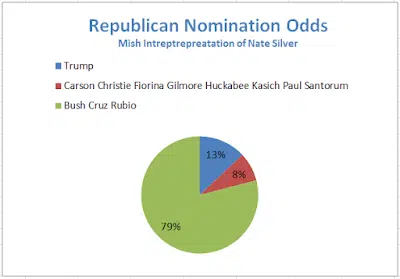 Republican Nomination Odds
Mish Intreptrepreatation of Nate Silver
Trump
Carson Christie Fiorina Gilmore Huckabee Kasich Paul Santorum
Bush Cruz Rubio
13%
8%
79%